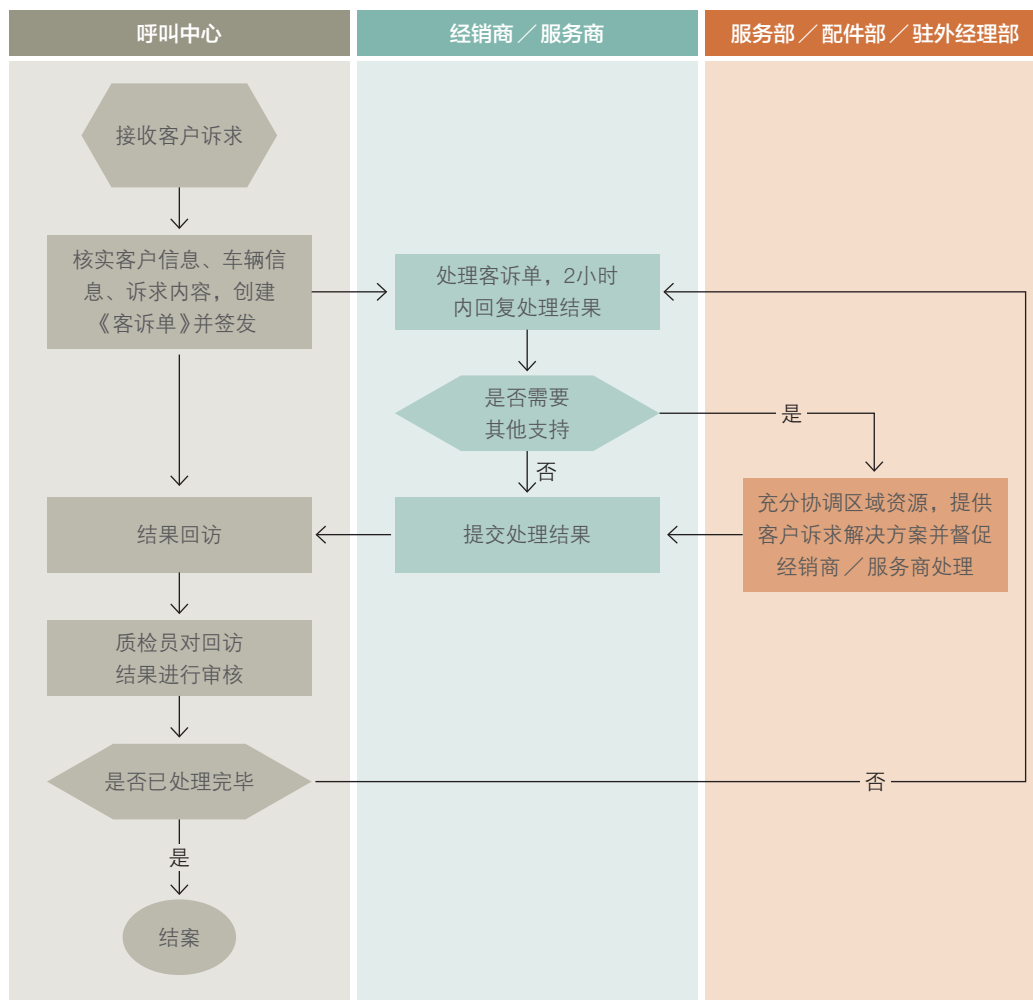 呼叫中心
经销商／服务商
服务部／配件部／驻外经理部
接收客户诉求
核实客户信息、车辆信
息、诉求内容，创建
《客诉单》并签发
处理客诉单，2小时
内回复处理结果
是否需要
其他支持
是
否
充分协调区域资源，提供
客户诉求解决方案并督促
经销商／服务商处理
提交处理结果
结果回访
质检员对回访
结果进行审核
是否已处理完毕
否
是
结案